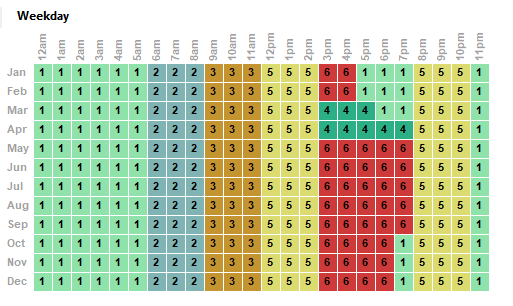 Weekday
12am 1am 2am 3am 4am 5am 6am 7am 8am 9am 10am 11am 12pm 1pm 2pm 3pm 4pm 5pm 6pm 7pm 8pm 9pm 10pm 11pm
Jan 1 1 1 1 1 1 2 2 2 3 3 3 5 5 5 6 6 1 1 1 5 5 5 1
Feb 1 1 1 1 1 1 2 2 2 3 3 3 5 5 5 6 6 1 1 1 5 5 5 1
Mar 1 1 1 1 1 1 2 2 2 3 3 3 5 5 5 4 4 4 1 1 5 5 5 1
Apr 1 1 1 1 1 1 2 2 2 3 3 3 5 5 5 4 4 4 4 4 5 5 5 1
May 1 1 1 1 1 1 2 2 2 3 3 3 5 5 5 6 6 6 6 6 5 5 5 1
Jun 1 1 1 1 1 1 2 2 2 3 3 3 5 5 5 6 6 6 6 6 5 5 5 1
Jul 1 1 1 1 1 1 2 2 2 3 3 3 5 5 5 6 6 6 6 6 5 5 5 1
Aug 1 1 1 1 1 1 2 2 2 3 3 3 5 5 5 6 6 6 6 6 5 5 5 1
Sep 1 1 1 1 1 1 2 2 2 3 3 3 5 5 5 6 6 6 6 6 5 5 5 1
Oct 1 1 1 1 1 1 2 2 2 3 3 3 5 5 5 6 6 6 6 1 5 5 5 1
Nov 1 1 1 1 1 1 2 2 2 3 3 3 5 5 5 6 6 6 6 1 5 5 5 1
Dec 1 1 1 1 1 1 2 2 2 3 3 3 5 5 5 6 6 6 6 1 5 5 5 1